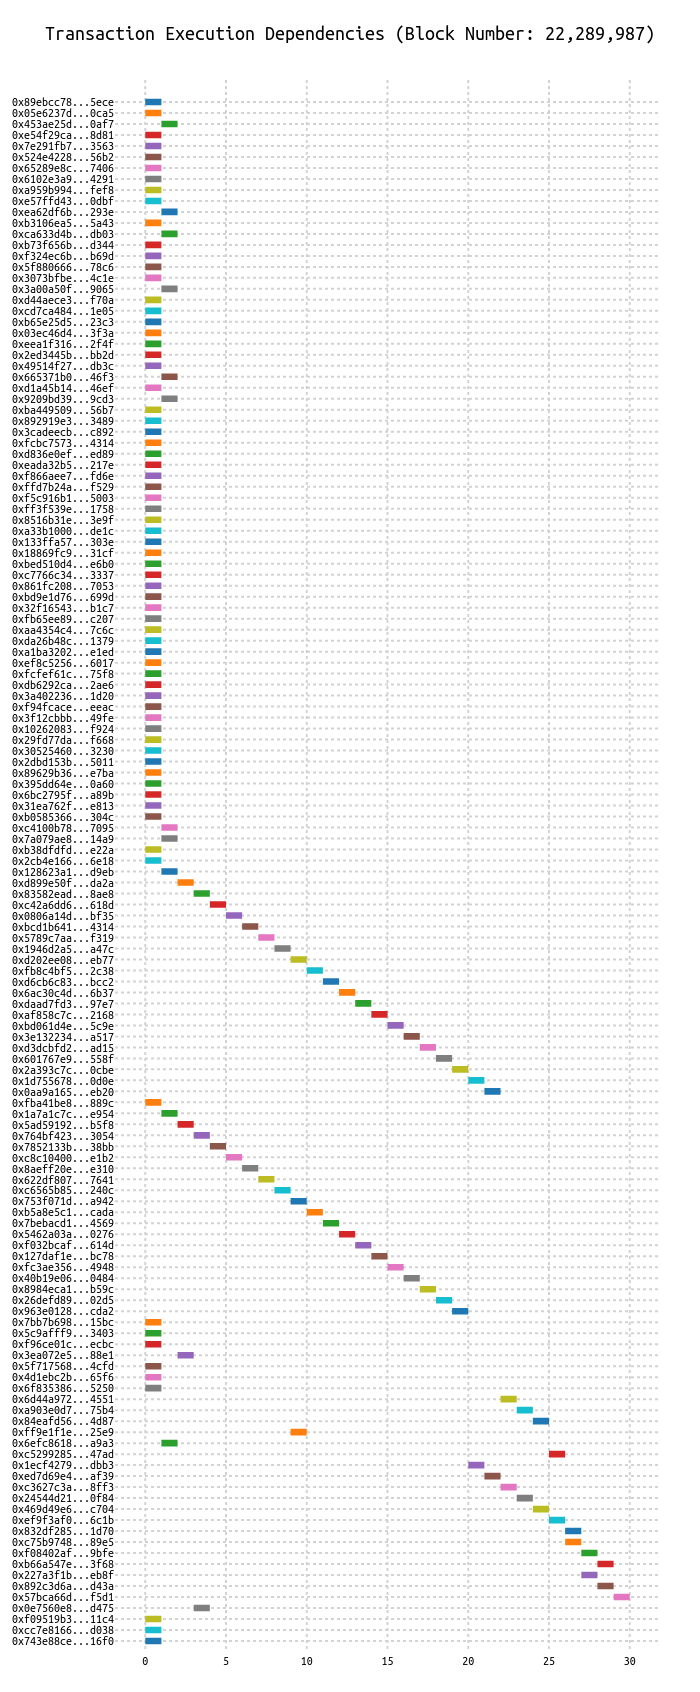 Transaction Execution Dependencies (Block Number: 22,289,987)
0x89ebcc78...5ece
0x05e6237d...0ca5
0x453ae25d...0af7
0xe54f29ca...8d81
0x7e291fb7...3563
0x524e4228...56b2
0x65289e8c...7406
0x6102e3a9...4291
0xa959b994...fef8
0xe57ffd43...0dbf
0xea62df6b...293e
0xb3106ea5...5a43
0xca633d4b...db03
0xb73f656b...d344
0xf324ec6b...b69d
0x5f880666...78c6
0x3073bfbe...4c1e
0x3a00a50f...9065
0xd44aece3...f70a
0xcd7ca484...1e05
0xb65e25d5...23c3
0x03ec46d4...3f3a
0xeea1f316...2f4f
0x2ed3445b...bb2d
0x49514f27...db3c
0x665371b0...46f3
0xd1a45b14...46ef
0x9209bd39...9cd3
0xba449509...56b7
0x892919e3...3489
0x3cadeecb...c892
0xfcbc7573...4314
0xd836e0ef...ed89
0xeada32b5...217e
0xf866aee7...fd6e
0xffd7b24a...f529
0xf5c916b1...5003
0xff3f539e...1758
0x8516b31e...3e9f
0xa33b1000...de1c
0x133ffa57...303e
0x18869fc9...31cf
0xbed510d4...e6b0
0xc7766c34...3337
0x861fc208...7053
0xbd9e1d76...699d
0x32f16543...b1c7
0xfb65ee89...c207
0xaa4354c4...7c6c
0xda26b48c...1379
0xa1ba3202...e1ed
0xef8c5256...6017
0xfcfef61c...75f8
0xdb6292ca...2ae6
0x3a402236...1d20
0xf94fcace...eeac
0x3f12cbbb...49fe
0x10262083...f924
0x29fd77da...f668
0x30525460...3230
0x2dbd153b...5011
0x89629b36...e7ba
0x395dd64e...0a60
0x6bc2795f...a89b
0x31ea762f...e813
0xb0585366...304c
0xc4100b78...7095
0x7a079ae8...14a9
0xb38dfdfd...e22a
0x2cb4e166...6e18
0x128623a1...d9eb
0xd899e50f...da2a
0x83582ead...8ae8
0xc42a6dd6...618d
0x0806a14d...bf35
0xbcd1b641...4314
0x5789c7aa...f319
0x1946d2a5...a47c
0xd202ee08...eb77
0xfb8c4bf5...2c38
0xd6cb6c83...bcc2
0x6ac30c4d...6b37
0xdaad7fd3...97e7
0xaf858c7c...2168
0xbd061d4e...5c9e
0x3e132234...a517
0xd3dcbfd2...ad15
0x601767e9...558f
0x2a393c7c...0cbe
0x1d755678...0d0e
0x0aa9a165...eb20
0xfba41be8...889c
0x1a7a1c7c...e954
0x5ad59192...b5f8
0x764bf423...3054
0x7852133b...38bb
0xc8c10400...e1b2
0x8aeff20e...e310
0x622df807...7641
0xc6565b85...240c
0x753f071d...a942
0xb5a8e5c1...cada
0x7bebacd1...4569
0x5462a03a...0276
0xf032bcaf...614d
0x127daf1e...bc78
0xfc3ae356...4948
0x40b19e06...0484
0x8984eca1...b59c
0x26defd89...02d5
0x963e0128...cda2
0x7bb7b698...15bc
0x5c9afff9...3403
0xf96ce01c...ecbc
0x3ea072e5...88e1
0x5f717568...4cfd
0x4d1ebc2b...65f6
0x6f835386...5250
0x6d44a972...4551
0xa903e0d7...75b4
0x84eafd56...4d87
0xff9e1f1e...25e9
0x6efc8618...a9a3
0xc5299285...47ad
0x1ecf4279...dbb3
0xed7d69e4...af39
0xc3627c3a...8ff3
0x24544d21...0f84
0x469d49e6...c704
0xef9f3af0...6c1b
0x832df285...1d70
0xc75b9748...89e5
0xf08402af...9bfe
0xb66a547e...3f68
0x227a3f1b...eb8f
0x892c3d6a...d43a
0x57bca66d...f5d1
0x0e7560e8...d475
0xf09519b3...11c4
0xcc7e8166...d038
0x743e88ce...16f0
0 5 10 15 20 25 30